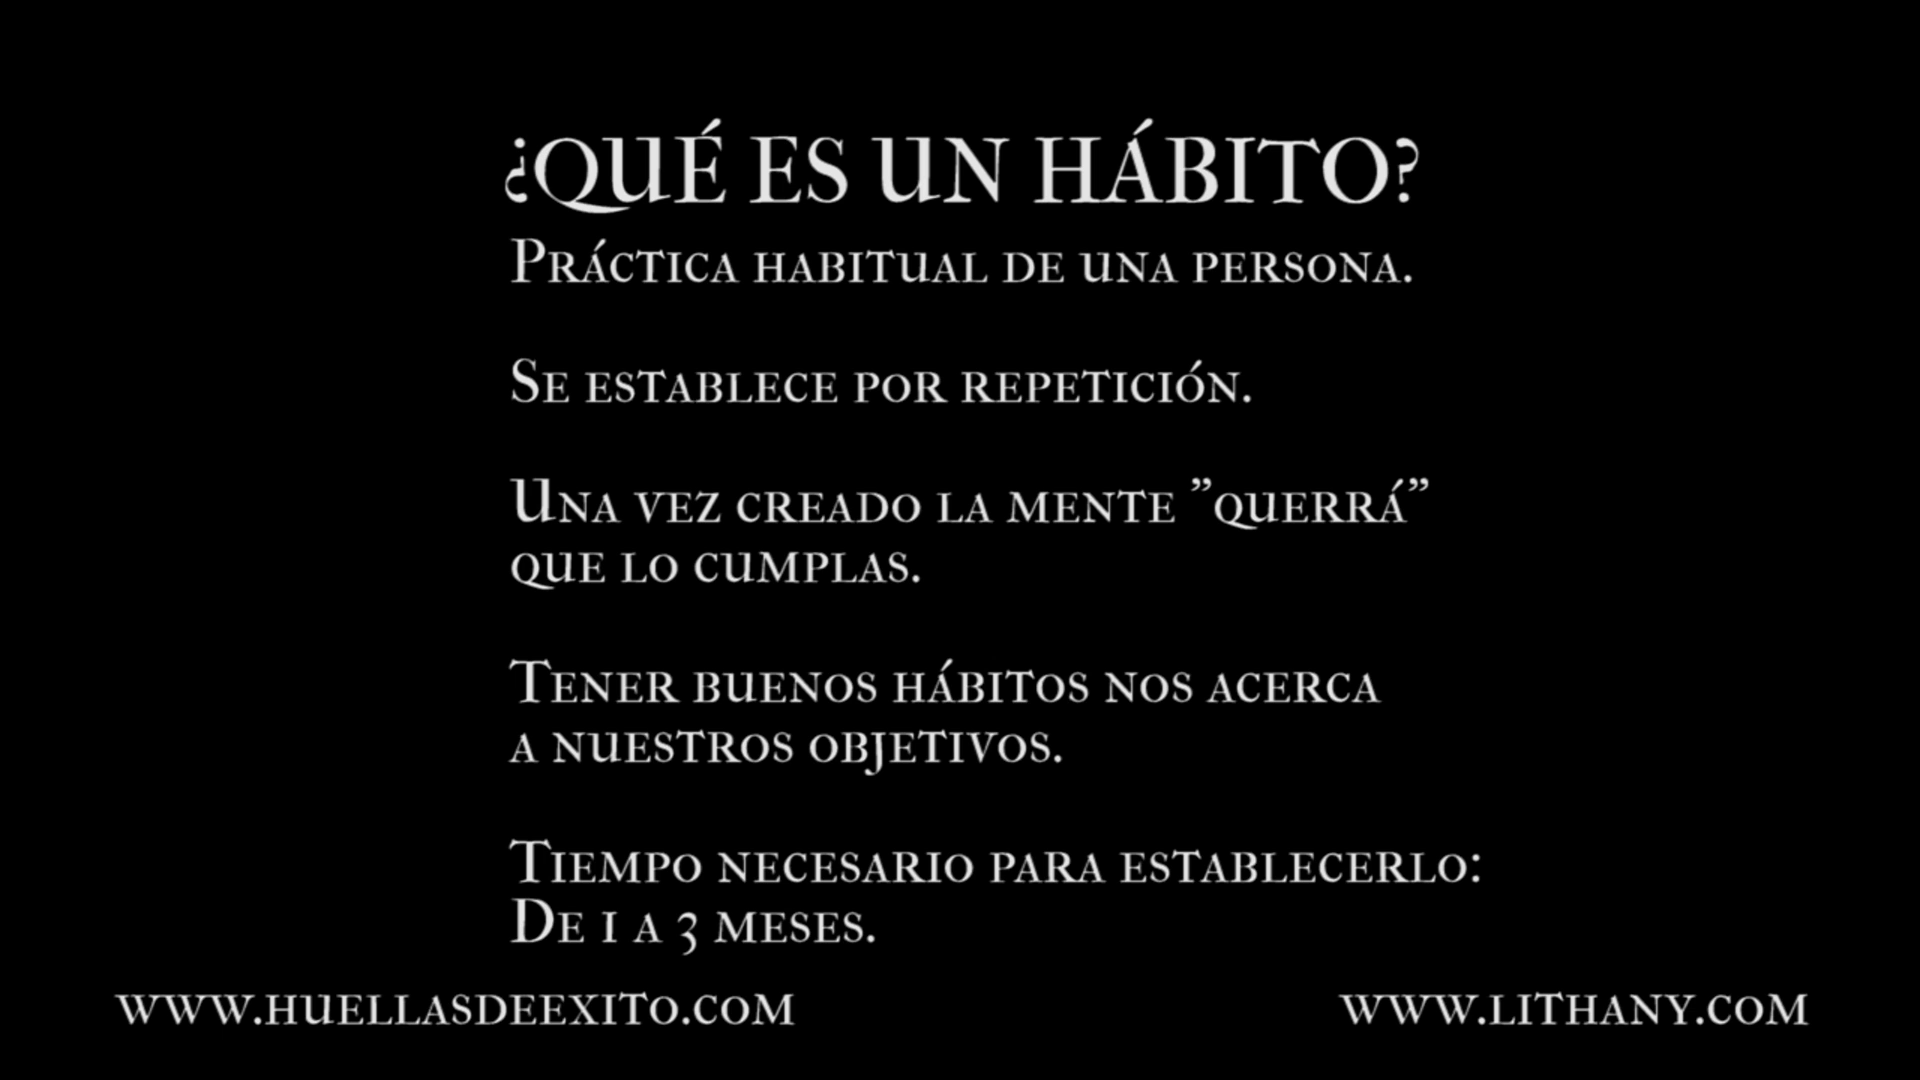 ¿QUÉ ES UN HÁBITO?
PRÁCTICA HABITUAL DE UNA PERSONA.
SE ESTABLECE POR REPETICIÓN.
UNA VEZ CREADO LA MENTE ”QUERRÁ”
QUE LO CUMPLAS.
TENER BUENOS HÁBITOS NOS ACERCA
A NUESTROS OBJETIVOS.
TIEMPO NECESARIO PARA ESTABLECERLO:
DE 1 A 3 MESES.
WWW.HUELLASDEEXITO.COM
WWW.LITHANY.COM